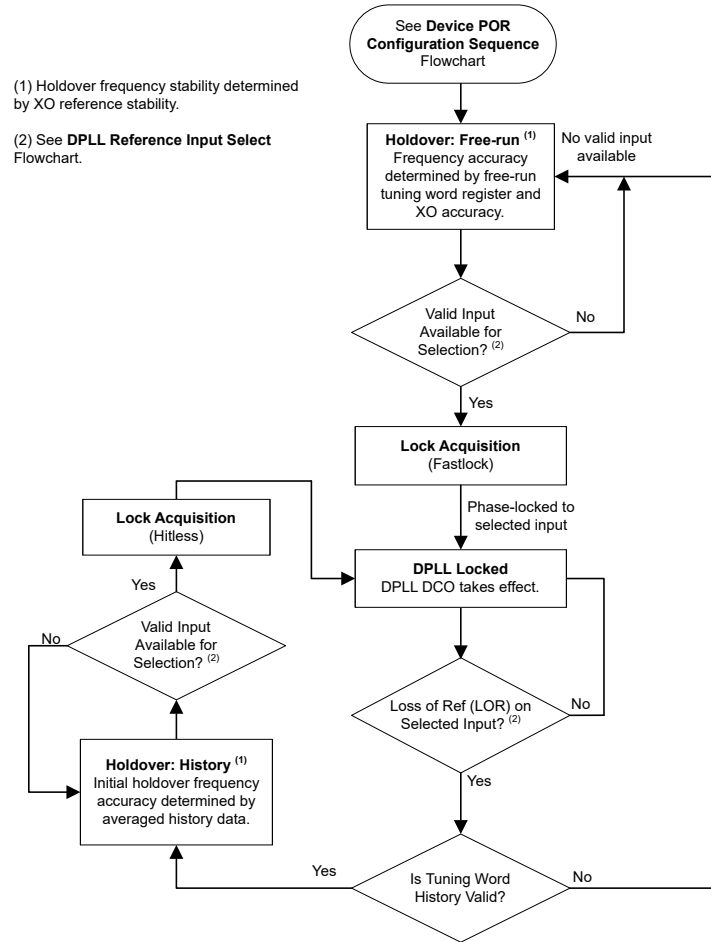 See Device POR
Configuration Sequence
Flowchart
(1) Holdover frequency stability determined
by XO reference stability.
(2) See DPLL Reference Input Select
Flowchart.
Holdover: Free-run (1)
Frequency accuracy
determined by free-run
tuning word register and
XO accuracy.
No valid input
available
Valid Input
Available for
Selection? (2)
No
Yes
Lock Acquisition
(Fastlock)
Phase-locked to
selected input
Lock Acquisition
(Hitless)
DPLL Locked
DPLL DCO takes effect.
Yes
No
Valid Input
Available for
Selection? (2)
Loss of Ref (LOR) on
Selected Input? (2)
No
Yes
Holdover: History (1)
Initial holdover frequency
accuracy determined by
averaged history data.
Yes
Is Tuning Word
History Valid?
No